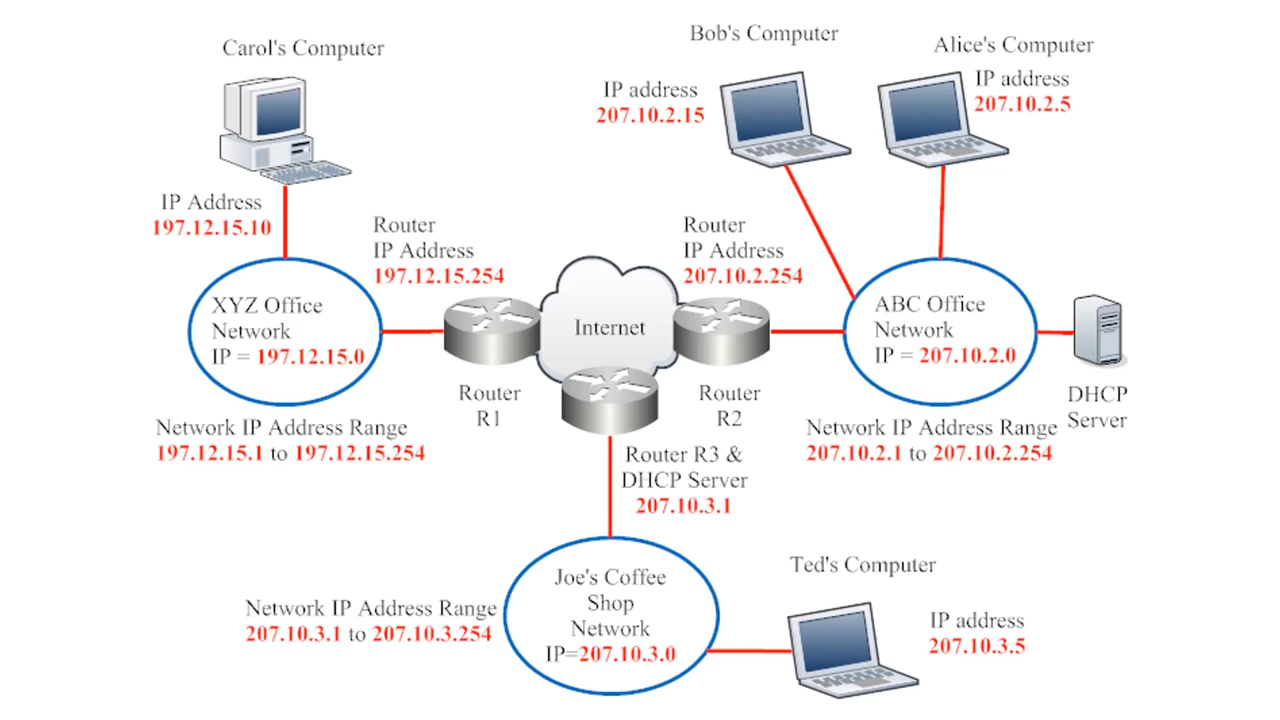 Carol's Computer
IP Address
197.12.15.10
XYZ Office
Network
IP = 197.12.15.0
Network IP Address Range
197.12.15.1 to 197.12.15.254
Router
IP Address
197.12.15.254
Router
R1
Internet
Router
IP Address
207.10.2.254
Router
R2
Bob's Computer
IP address
207.10.2.15
Alice's Computer
IP address
207.10.2.5
ABC Office
Network
IP = 207.10.2.0
Network IP Address Range
207.10.2.1 to 207.10.2.254
DHCP
Server
Router R3 &
DHCP Server
207.10.3.1
Joe's Coffee
Shop
Network
IP=207.10.3.0
Network IP Address Range
207.10.3.1 to 207.10.3.254
Ted's Computer
IP address
207.10.3.5